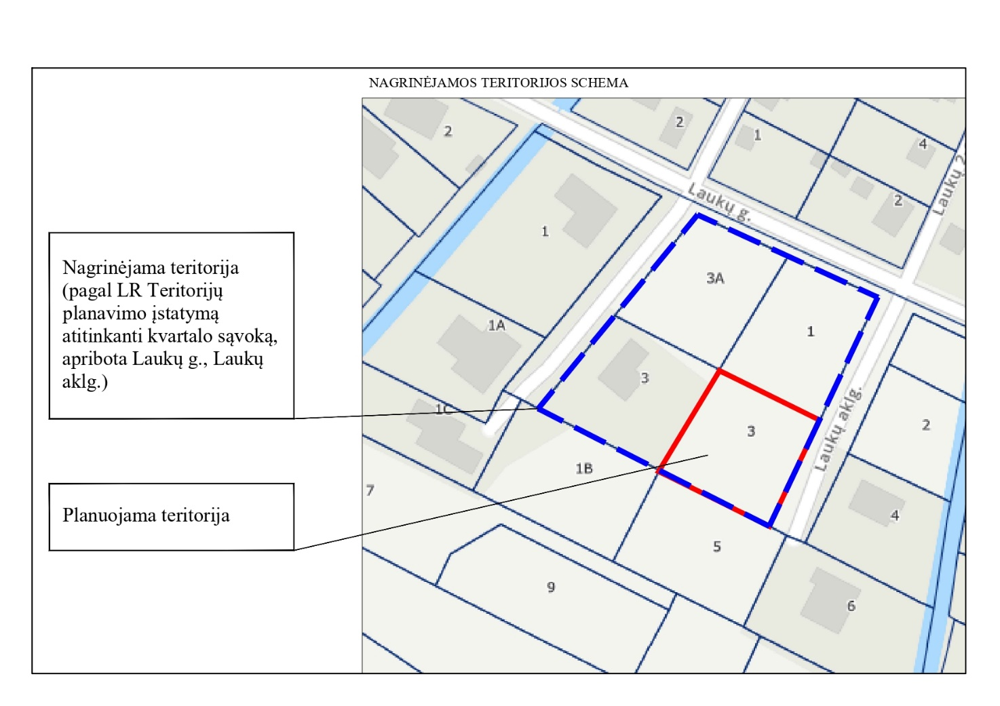 NAGRINĖJAMOS TERITORIJOS SCHEMA
2
2
1
4
Laukų 2
2
Laukų g.
1
3A
1A
1
3
1C
3
Laukų aklg.
2
1B
7
4
5
9
6
Nagrinėjama teritorija
(pagal LR Teritorijų
planavimo įstatymą
atitinkanti kvartalo sąvoką,
apribota Laukų g., Laukų
aklg.)
Planuojama teritorija